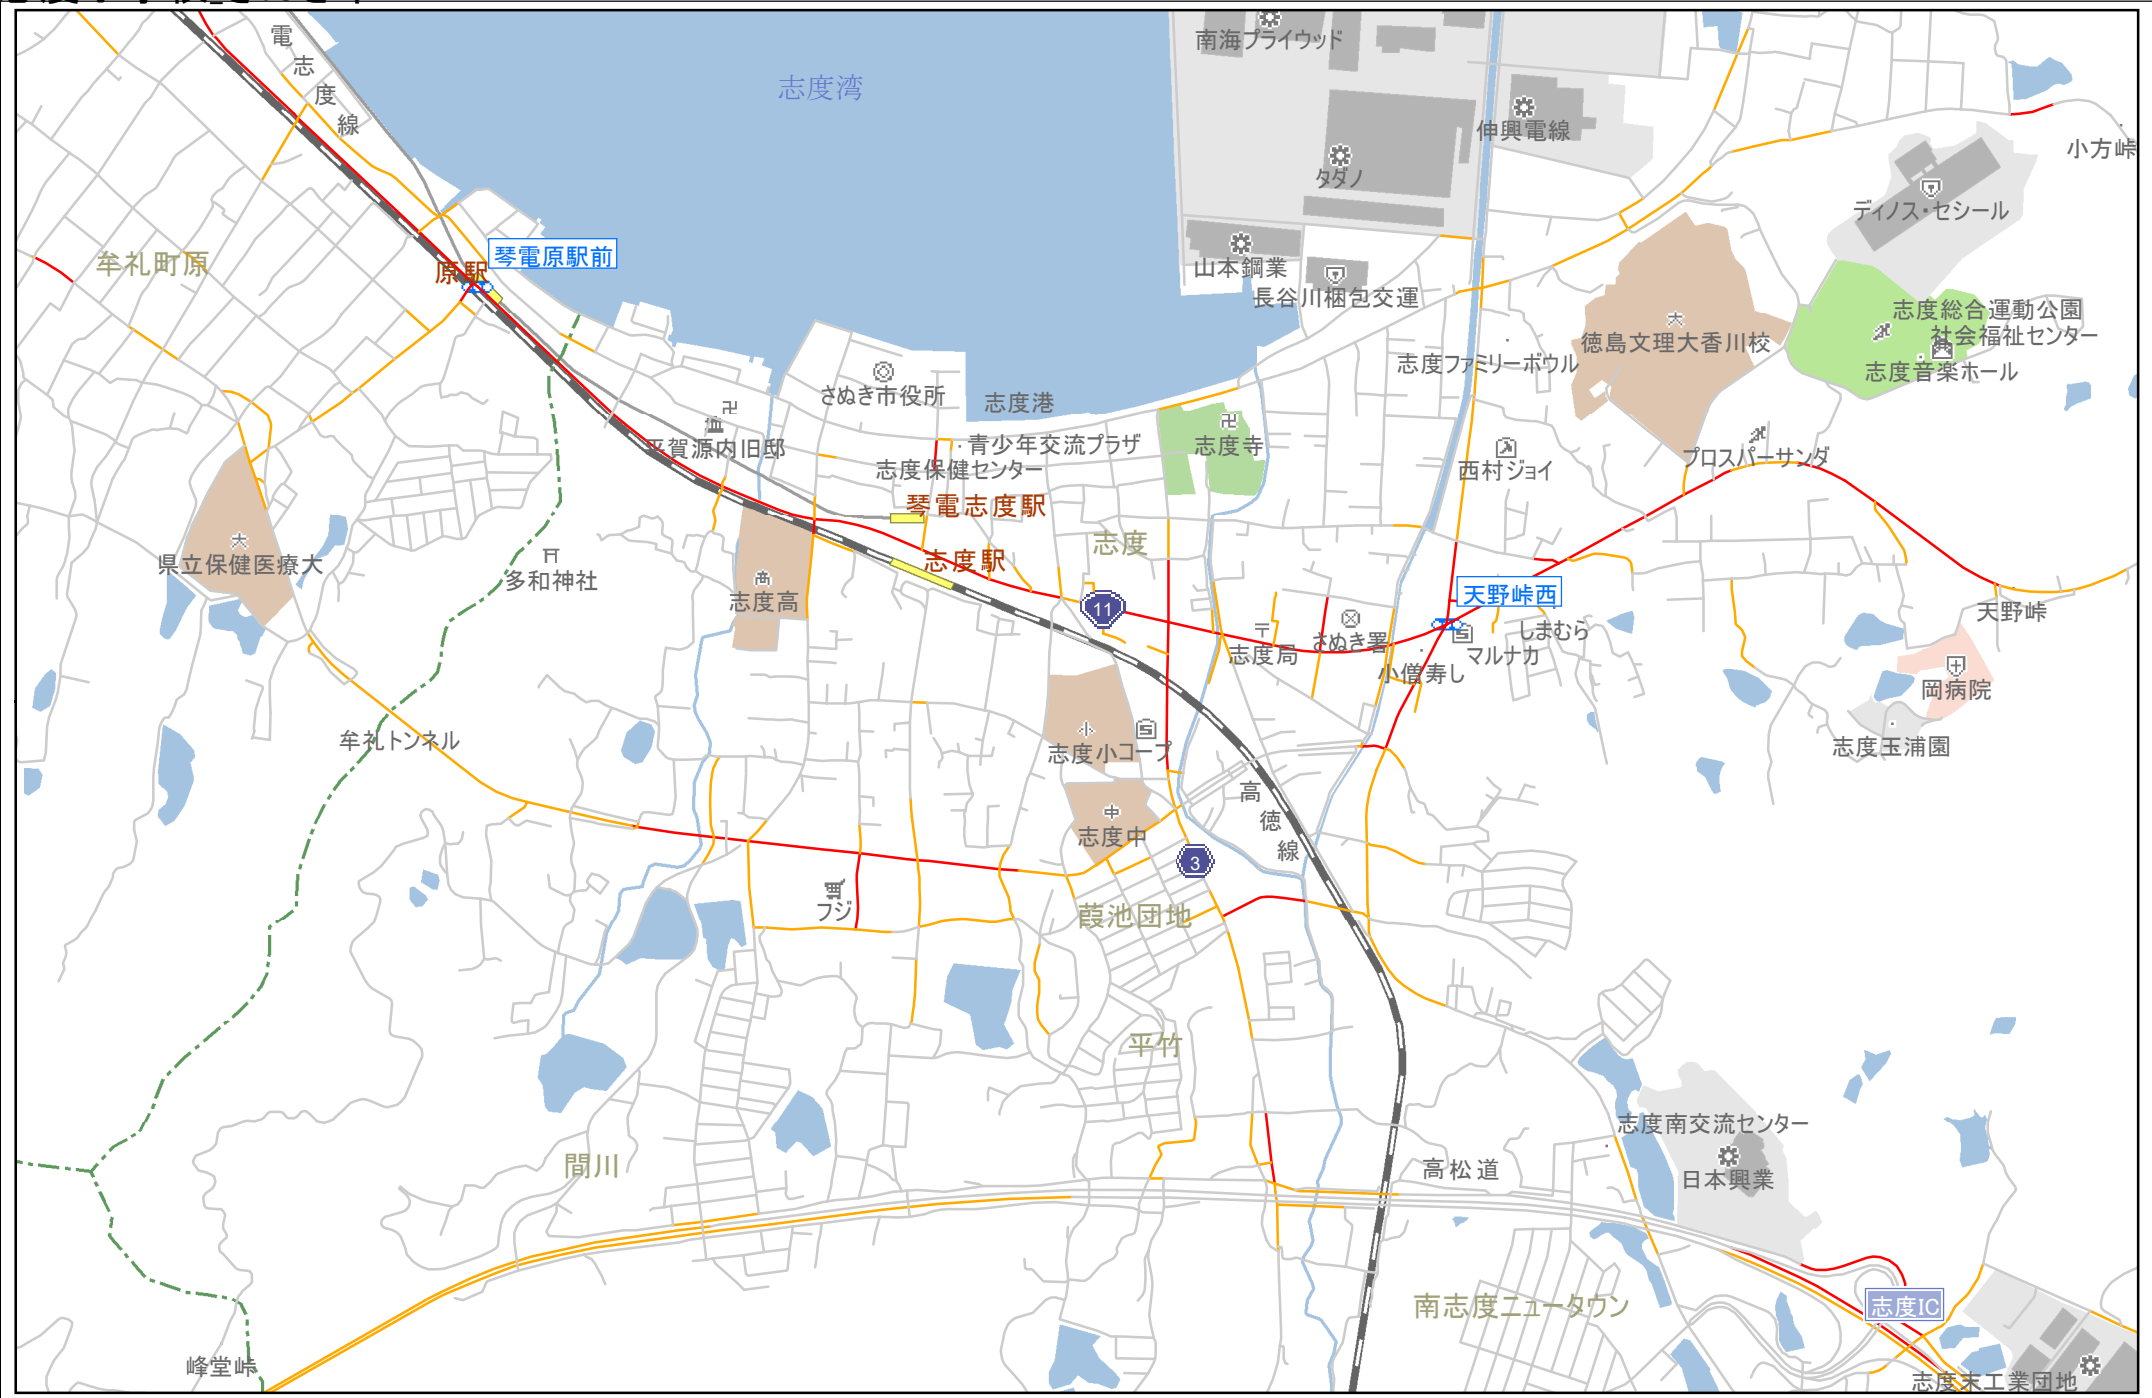 電志度線
志度湾
南海プライウッド
伸興電線
タダノ
小方峠
ディノス・セシール
牟礼町原
琴電原駅前
原駅
山本鋼業
長谷川梱包交運
志度総合運動公園
社会福祉センター
徳島文理大香川校
志度ファミリーボウル
志度音楽ホール
さぬき市役所
志度港
平賀源内旧邸
青少年交流プラザ
志度寺
志度保健センター
西村ジョイ
プロスパーサンダ
琴電志度駅
志度
志度駅
県立保健医療大
多和神社
志度高
11
天野峠西
天野峠
志度局
さぬき署
しまむら
マルナカ
小僧寿し
岡病院
牟礼トンネル
志度小
コープ
志度玉浦園
高徳線
志度中
3
フジ
葭池団地
平竹
間川
高松道
志度南交流センター
日本興業
南志度ニュータウン
志度IC
峰堂峠
志度末工業団地